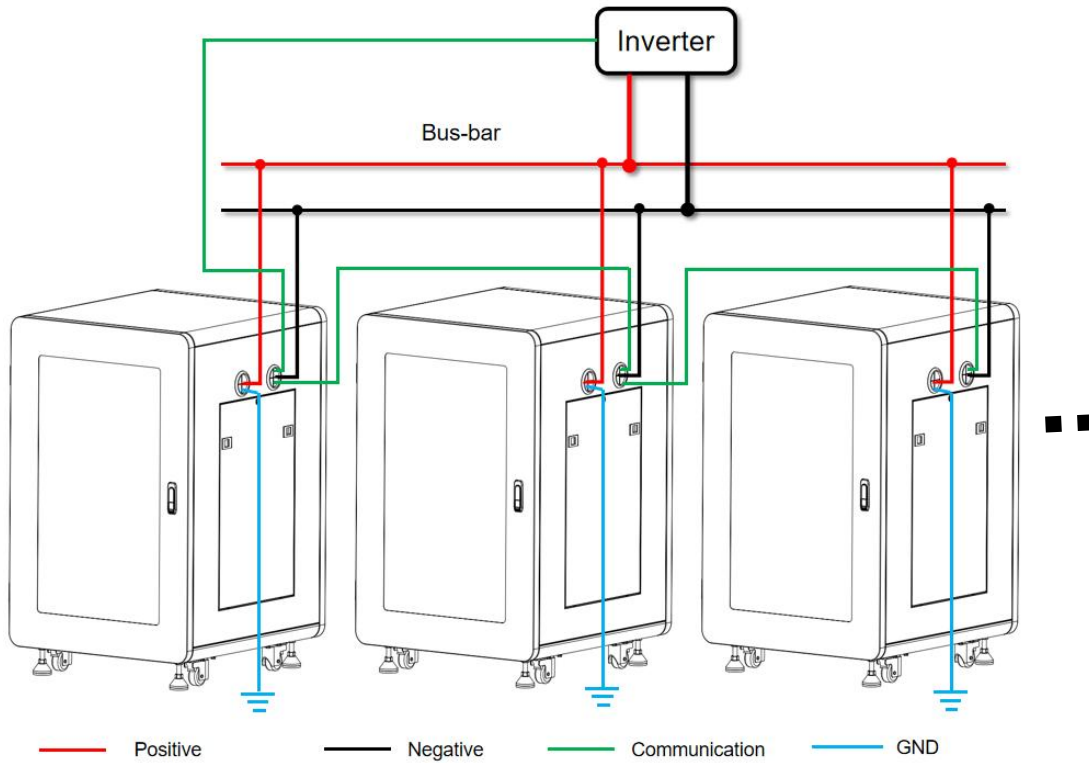 Inverter
Bus-bar
Positive
Negative
Communication
GND